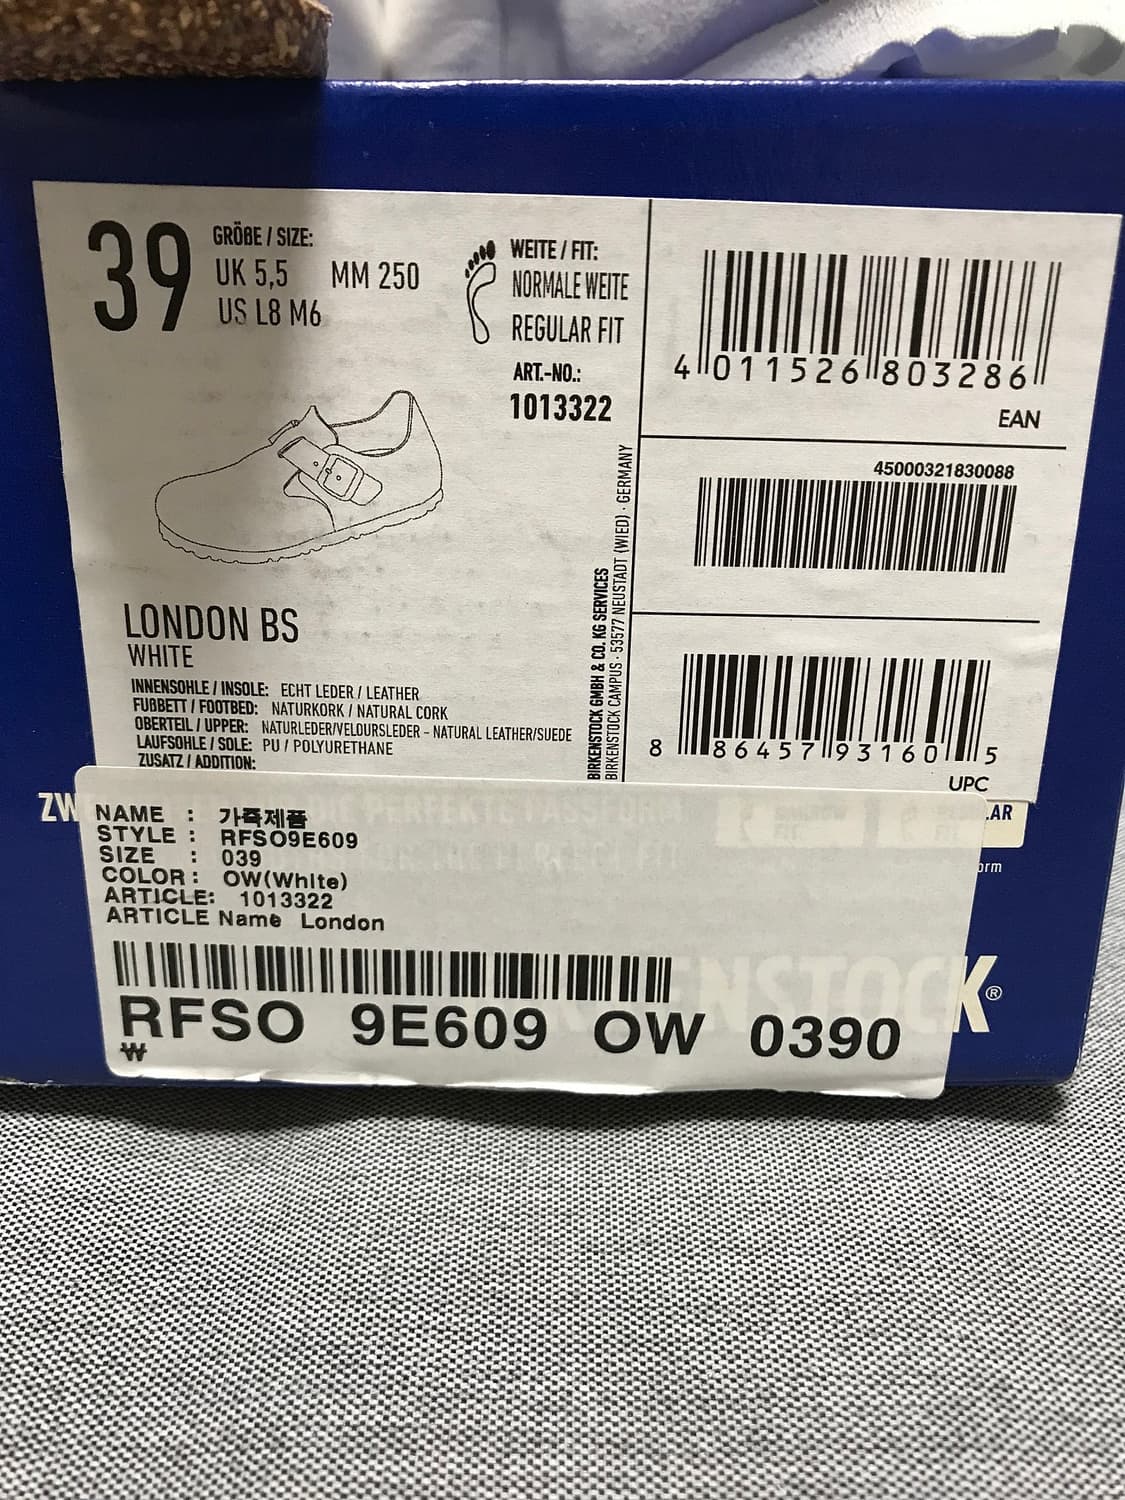 39
GRÖßE / SIZE:
UK 5,5 MM 250
US L8 M6
WEITE / FIT:
NORMALE WEITE
REGULAR FIT
ART.-NO.:
1013322
4 011526 803286
EAN
45000321830088
8 86457 93160 5
UPC
BIRKENSTOCK GMBH & CO. KG SERVICES
BIRKENSTOCK CAMPUS · 53577 NEUSTADT (WIED) · GERMANY
LONDON BS
WHITE
INNENSOHLE / INSOLE: ECHT LEDER / LEATHER
FUßBETT / FOOTBED: NATURKORK / NATURAL CORK
OBERTEIL / UPPER: NATURLEDER/VELOURSLEDER - NATURAL LEATHER/SUEDE
LAUFSOHLE / SOLE: PU / POLYURETHANE
ZUSATZ / ADDITION:
DIE PERFEKTE PASSFORM
NAME : 가죽제품
STYLE : RFSO9E609
SIZE : 039
COLOR : OW(White)
ARTICLE: 1013322
ARTICLE Name London
RFSO 9E609 OW 0390
₩
ENSTOCK®